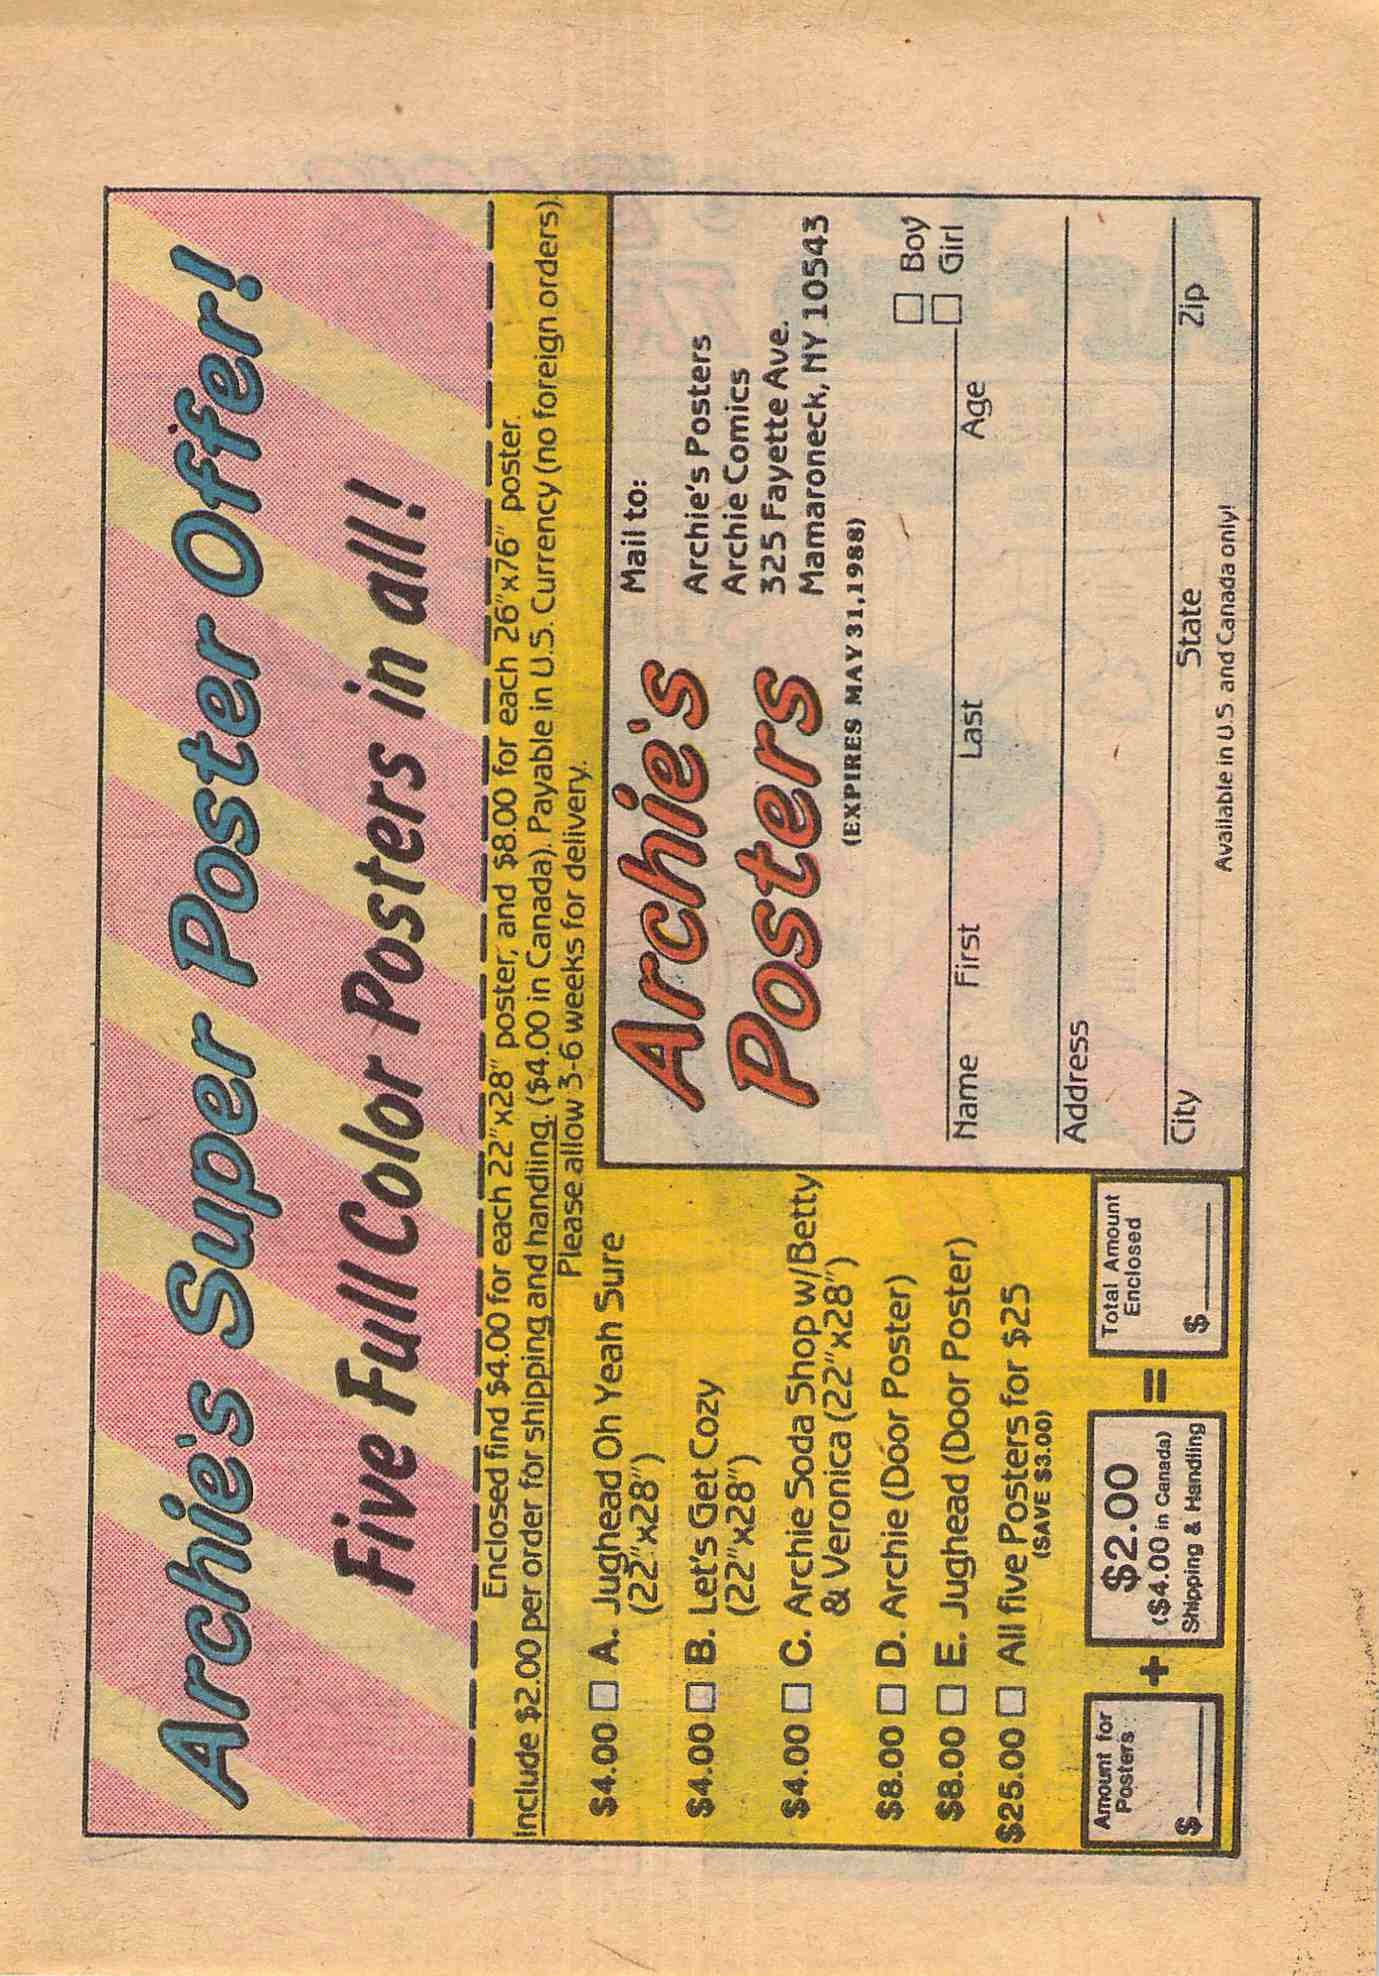 Archie's Super Poster Offer!
Five Full Color Posters in all!
Enclosed find $4.00 for each 22"x28" poster, and $8.00 for each 26"x76" poster.
Include $2.00 per order for shipping and handling. ($4.00 in Canada). Payable in U.S. Currency (no foreign orders).
Please allow 3-6 weeks for delivery.
$4.00 □ A. Jughead Oh Yeah Sure
(22"x28")
$4.00 □ B. Let's Get Cozy
(22"x28")
$4.00 □ C. Archie Soda Shop w/Betty
& Veronica (22"x28")
$8.00 □ D. Archie (Door Poster)
$8.00 □ E. Jughead (Door Poster)
$25.00 □ All five Posters for $25
(SAVE $3.00)
Amount for
Posters
$
+
$2.00
($4.00 in Canada)
Shipping & Handling
=
Total Amount
Enclosed
$
Archie's
Posters
(EXPIRES MAY 31, 1988)
Mail to:
Archie's Posters
Archie Comics
325 Fayette Ave.
Mamaroneck, NY 10543
□ Boy
□ Girl
Name First Last Age
Address
City State Zip
Available in U.S. and Canada only!